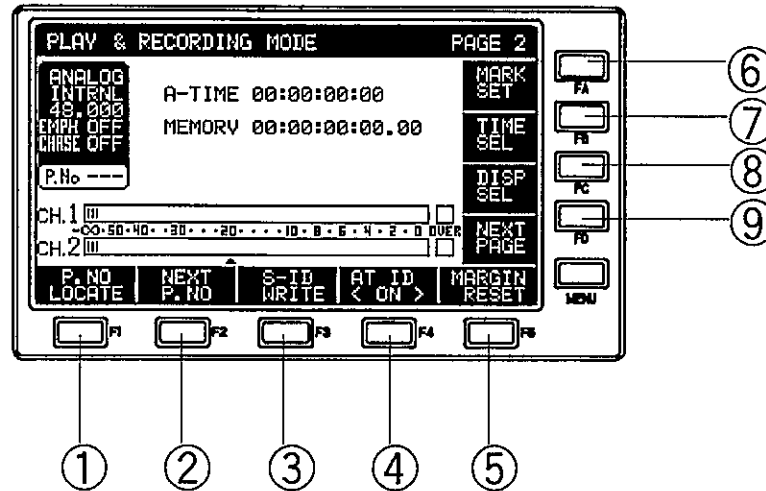 PLAY & RECORDING MODE PAGE 2
ANALOG
INTRNL
48.000
EMPH OFF
CHASE OFF
P.No ---
A-TIME 00:00:00:00
MEMORY 00:00:00:00.00
MARK SET
TIME SEL
DISP SEL
NEXT PAGE
CH.1
-∞·50·40··30···20····10·8·6·4·2·0 OVER
CH.2
P.NO LOCATE
NEXT P.NO
S-ID WRITE
AT ID < ON >
MARGIN RESET
FA
FB
FC
FD
MENU
F1 F2 F3 F4 F5
⑥
⑦
⑧
⑨
① ② ③ ④ ⑤